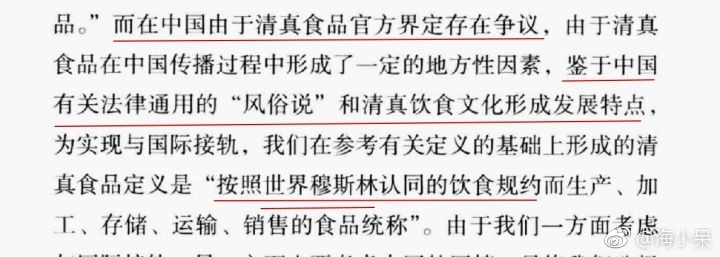 品。”而在中国由于清真食品官方界定存在争议，由于清真
食品在中国传播过程中形成了一定的地方性因素，鉴于中国
有关法律通用的“风俗说”和清真饮食文化形成发展特点，
为实现与国际接轨，我们在参考有关定义的基础上形成的清
真食品定义是“按照世界穆斯林认同的饮食规约而生产、加
工、存储、运输、销售的食品统称”。由于我们一方面考虑
@海小呆